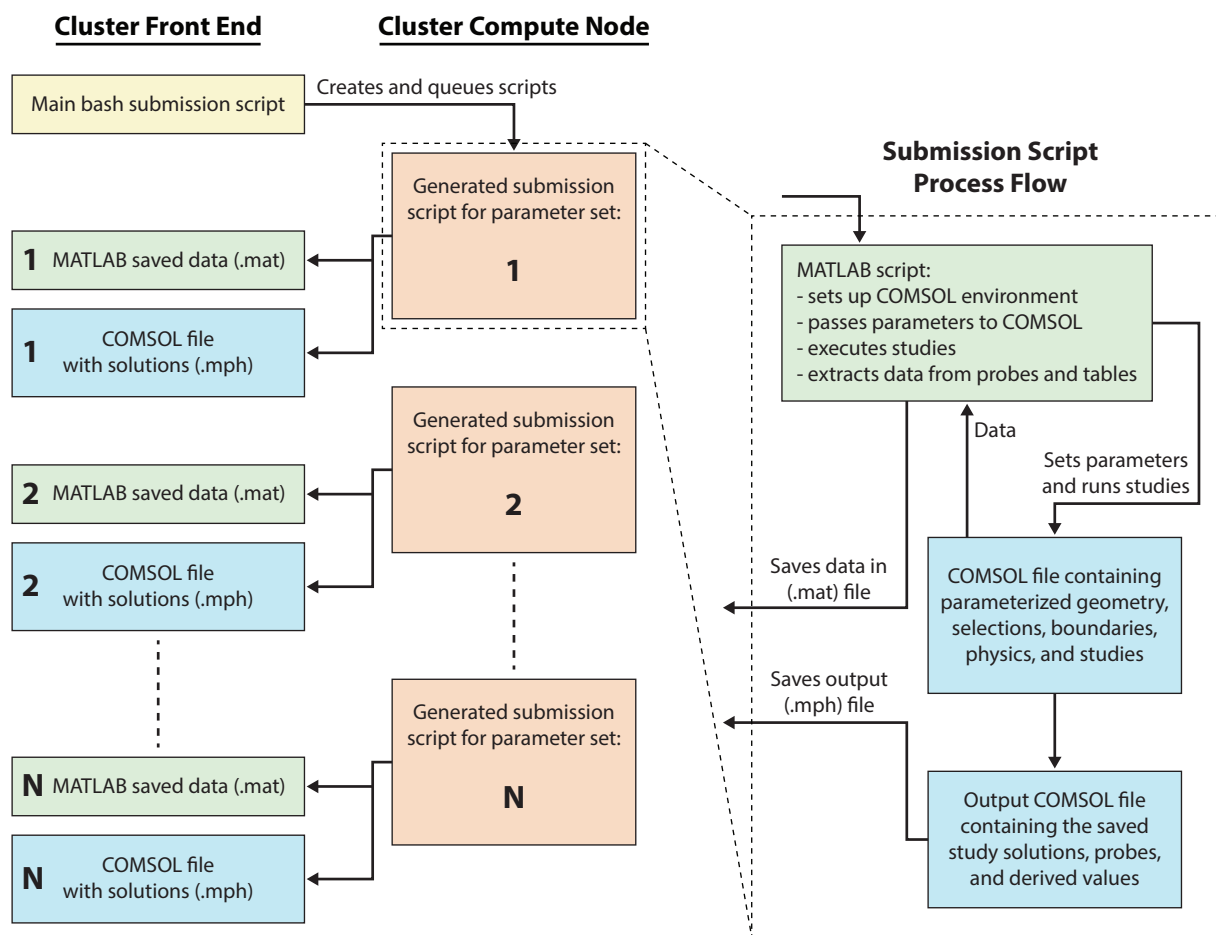 Cluster Front End
Cluster Compute Node
Main bash submission script
Creates and queues scripts
Generated submission
script for parameter set:
1
1 MATLAB saved data (.mat)
1
COMSOL file
with solutions (.mph)
Generated submission
script for parameter set:
2
2 MATLAB saved data (.mat)
2
COMSOL file
with solutions (.mph)
Generated submission
script for parameter set:
N
N MATLAB saved data (.mat)
N
COMSOL file
with solutions (.mph)
Submission Script
Process Flow
MATLAB script:
- sets up COMSOL environment
- passes parameters to COMSOL
- executes studies
- extracts data from probes and tables
Data
Sets parameters
and runs studies
Saves data in
(.mat) file
COMSOL file containing
parameterized geometry,
selections, boundaries,
physics, and studies
Saves output
(.mph) file
Output COMSOL file
containing the saved
study solutions, probes,
and derived values